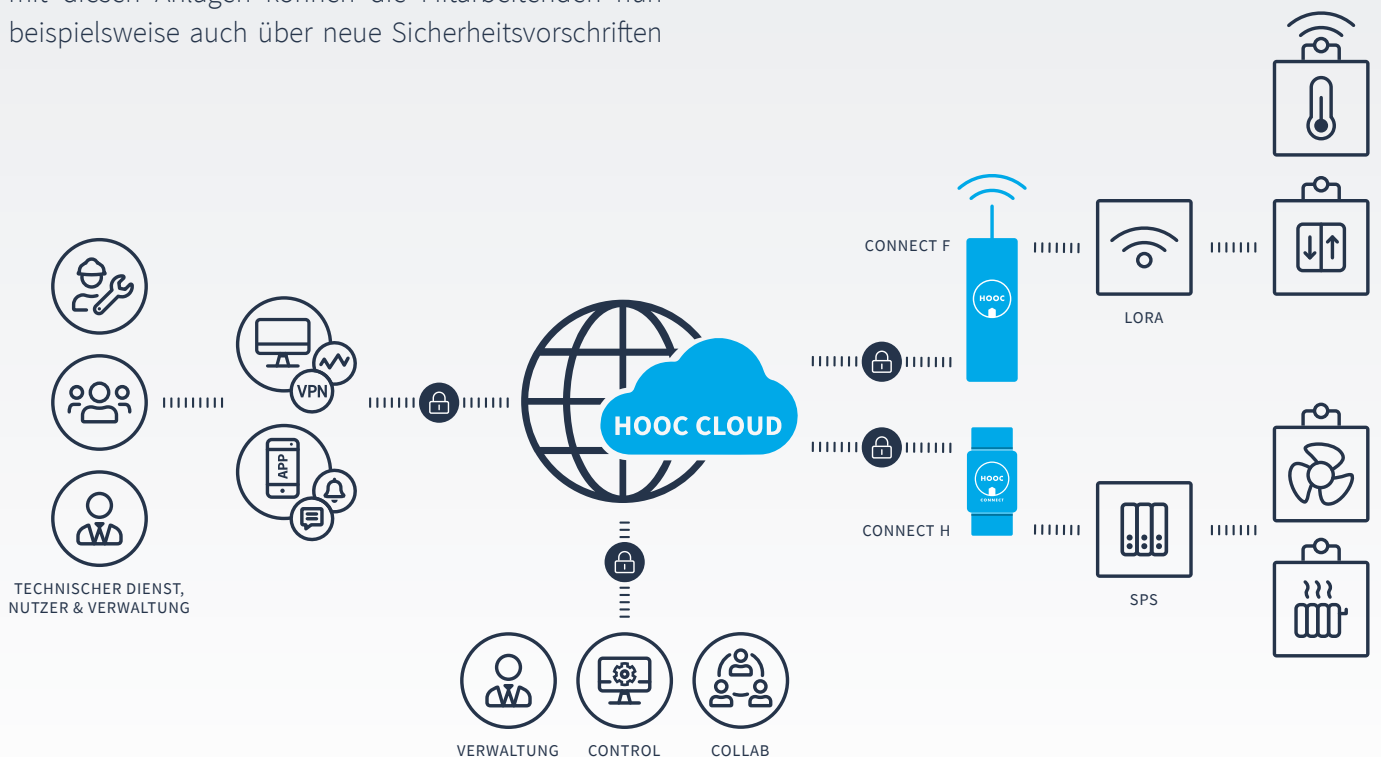 beispielsweise auch über neue Sicherheitsvorschriften
CONNECT F
HOOC
LORA
VPN
HOOC CLOUD
APP
HOOC
CONNECT
CONNECT H
SPS
TECHNISCHER DIENST,
NUTZER & VERWALTUNG
VERWALTUNG
CONTROL
COLLAB